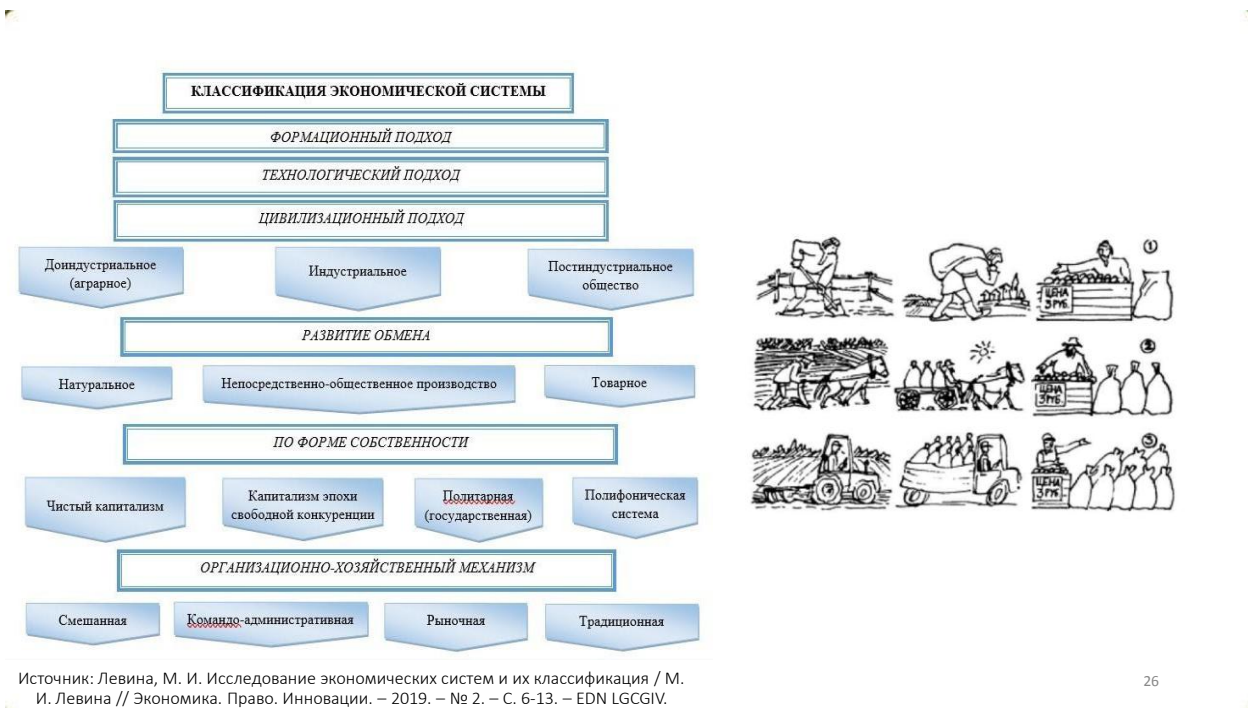 КЛАССИФИКАЦИЯ ЭКОНОМИЧЕСКОЙ СИСТЕМЫ
ФОРМАЦИОННЫЙ ПОДХОД
ТЕХНОЛОГИЧЕСКИЙ ПОДХОД
ЦИВИЛИЗАЦИОННЫЙ ПОДХОД
Доиндустриальное
(аграрное)
Индустриальное
Постиндустриальное
общество
РАЗВИТИЕ ОБМЕНА
Натуральное
Непосредственно-общественное производство
Товарное
ПО ФОРМЕ СОБСТВЕННОСТИ
Чистый капитализм
Капитализм эпохи
свободной конкуренции
Политарная
(государственная)
Полифоническая
система
ОРГАНИЗАЦИОННО-ХОЗЯЙСТВЕННЫЙ МЕХАНИЗМ
Смешанная
Командо-административная
Рыночная
Традиционная
Источник: Левина, М. И. Исследование экономических систем и их классификация / М.
И. Левина // Экономика. Право. Инновации. – 2019. – № 2. – С. 6-13. – EDN LGCGIV.
1
ЦЕНА
3 РУБ.
2
ЦЕНА
3 РУБ.
3
ЦЕНА
3 РУБ.
26